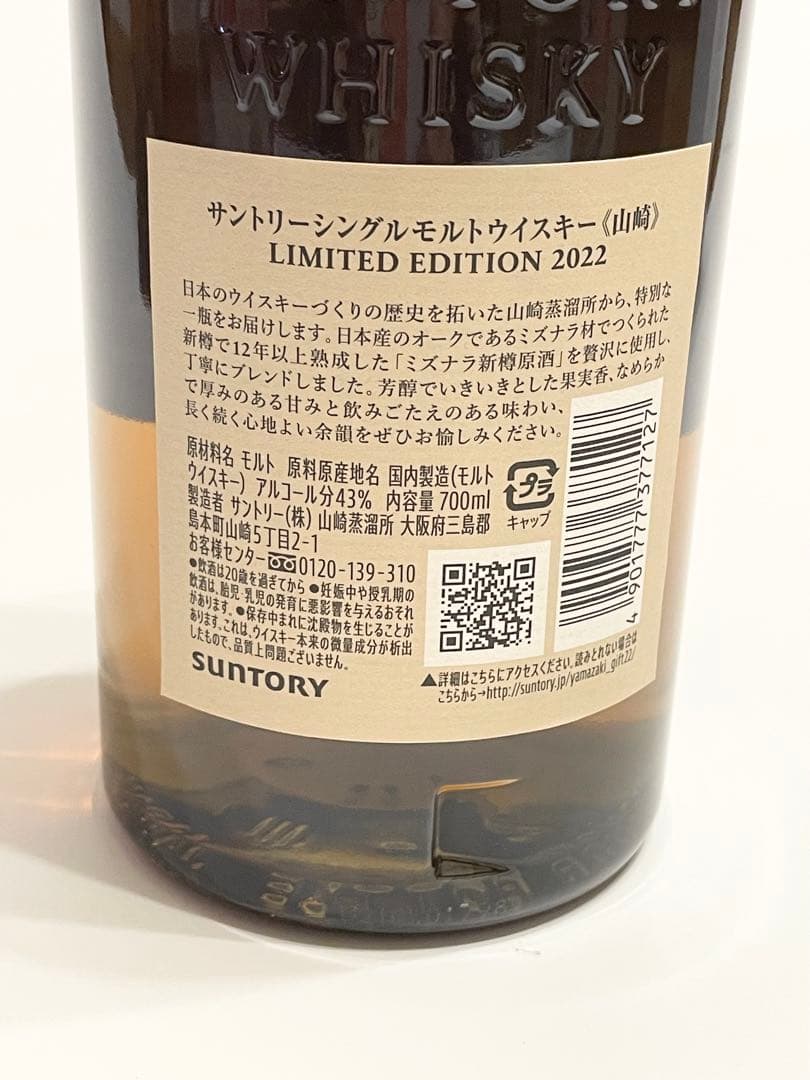 WHISKY
サントリーシングルモルトウイスキー《山崎》
LIMITED EDITION 2022
日本のウイスキーづくりの歴史を拓いた山崎蒸溜所から、特別な
一瓶をお届けします。日本産のオークであるミズナラ材でつくられた
新樽で12年以上熟成した「ミズナラ新樽原酒」を贅沢に使用し、
丁寧にブレンドしました。芳醇でいきいきとした果実香、なめらか
で厚みのある甘みと飲みごたえのある味わい、
長く続く心地よい余韻をぜひお愉しみください。
原材料名 モルト 原料原産地名 国内製造(モルト
ウイスキー) アルコール分43% 内容量 700ml
製造者 サントリー(株) 山崎蒸溜所 大阪府三島郡
島本町山崎5丁目2-1
お客様センター 0120-139-310
●飲酒は20歳を過ぎてから ●妊娠中や授乳期の
飲酒は、胎児・乳児の発育に悪影響を与えるおそれ
があります。●保存中まれに沈殿物を生じることが
あります。これは、ウイスキー本来の微量成分が析出
したもので、品質上問題ございません。
SUNTORY
プラ
キャップ
4 901777 377127
▲詳細はこちらにアクセスください。読みとれない場合は
こちらから→http://suntory.jp/yamazaki_gift22/